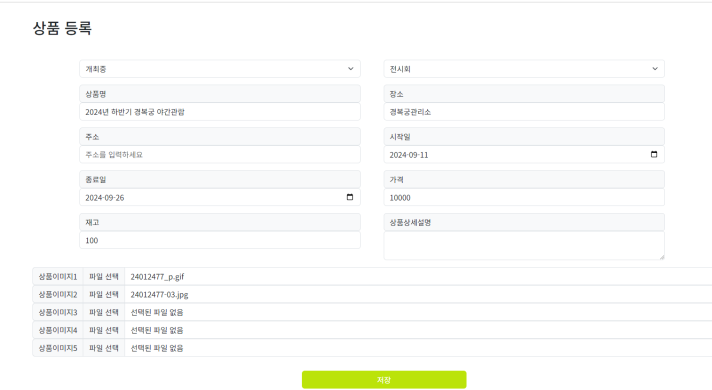 상품 등록
개최중
전시회
상품명
장소
2024년 하반기 경복궁 야간관람
경복궁관리소
주소
시작일
주소를 입력하세요
2024-09-11
종료일
가격
2024-09-26
10000
재고
상품상세설명
100
상품이미지1 파일 선택 24012477_p.gif
상품이미지2 파일 선택 24012477-03.jpg
상품이미지3 파일 선택 선택된 파일 없음
상품이미지4 파일 선택 선택된 파일 없음
상품이미지5 파일 선택 선택된 파일 없음
저장